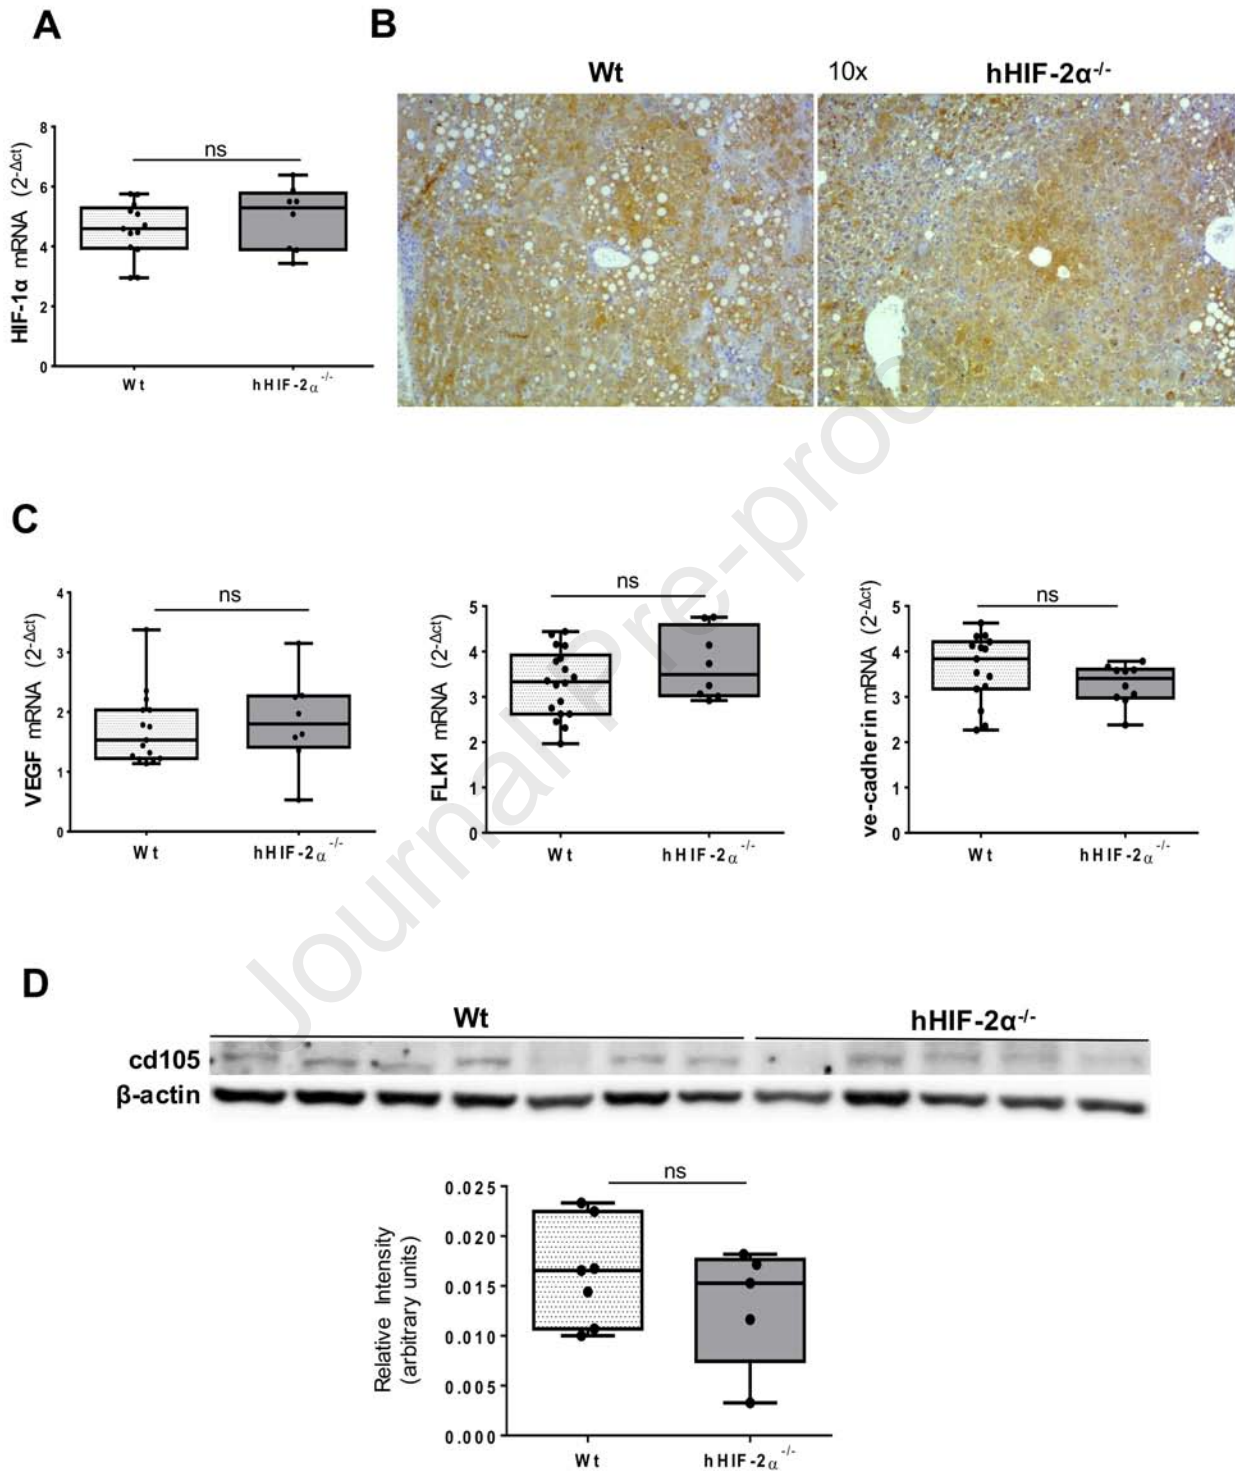 A
B
Wt
10x
hHIF-2α-/-
HIF-1α mRNA (2-Δct)
8
6
4
2
0
ns
Wt
hHIF-2α-/-
C
VEGF mRNA (2-Δct)
4
3
2
1
0
ns
Wt
hHIF-2α-/-
FLK1 mRNA (2-Δct)
5
4
3
2
1
0
ns
Wt
hHIF-2α-/-
ve-cadherin mRNA (2-Δct)
5
4
3
2
1
0
ns
Wt
hHIF-2α-/-
Journal Pre-proo
D
Wt
hHIF-2α-/-
cd105
β-actin
Relative Intensity
(arbitrary units)
0.025
0.020
0.015
0.010
0.005
0.000
ns
Wt
hHIF-2α-/-